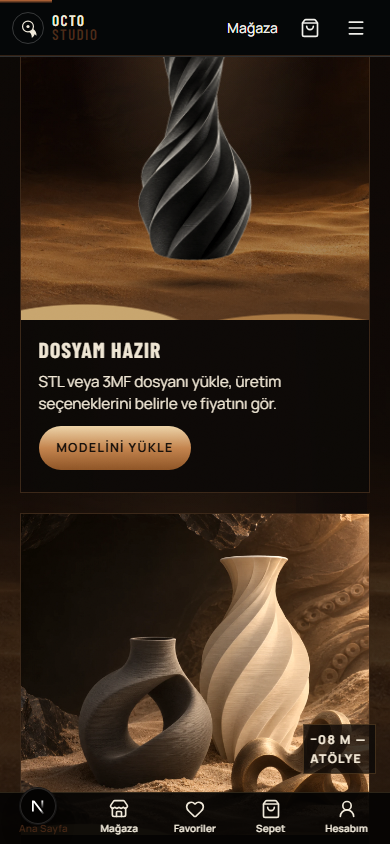 OCTO
STUDIO
Mağaza
DOSYAM HAZIR
STL veya 3MF dosyanı yükle, üretim
seçeneklerini belirle ve fiyatını gör.
MODELİNİ YÜKLE
−08 M —
ATÖLYE
N
Ana Sayfa
Mağaza
Favoriler
Sepet
Hesabım